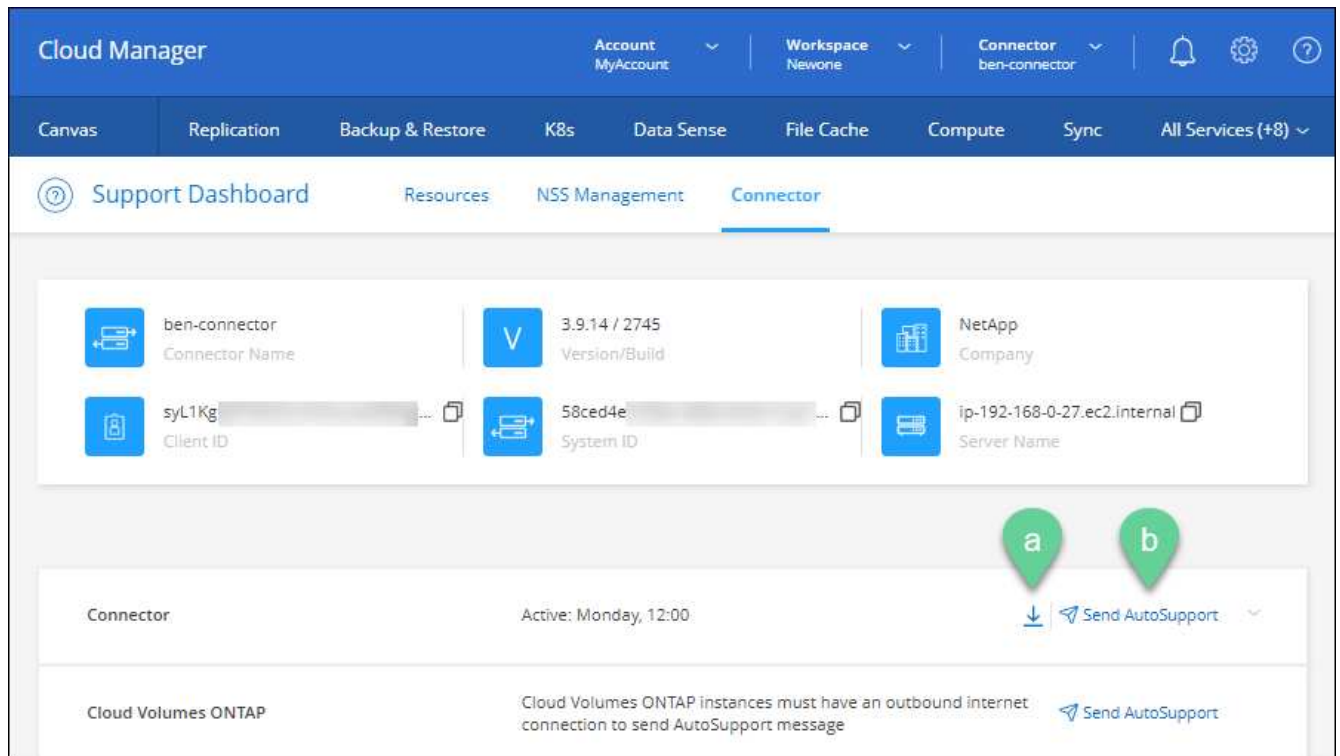 Cloud Manager
Account
MyAccount
Workspace
Newone
Connector
ben-connector
Canvas Replication Backup & Restore K8s Data Sense File Cache Compute Sync All Services (+8)
Support Dashboard Resources NSS Management Connector
ben-connector
Connector Name
V
3.9.14 / 2745
Version/Build
NetApp
Company
syL1Kg ...
Client ID
58ced4e ...
System ID
ip-192-168-0-27.ec2.internal
Server Name
a b
Connector Active: Monday, 12:00 Send AutoSupport
Cloud Volumes ONTAP
Cloud Volumes ONTAP instances must have an outbound internet
connection to send AutoSupport message
Send AutoSupport